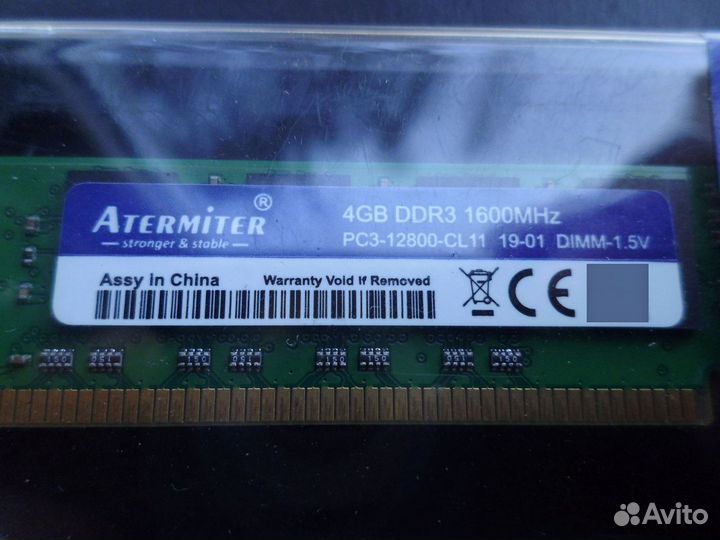 ATERMITER ®
stronger & stable
4GB DDR3 1600MHz
PC3-12800-CL11 19-01 DIMM-1.5V
Assy in China
Warranty Void If Removed
CE
Avito